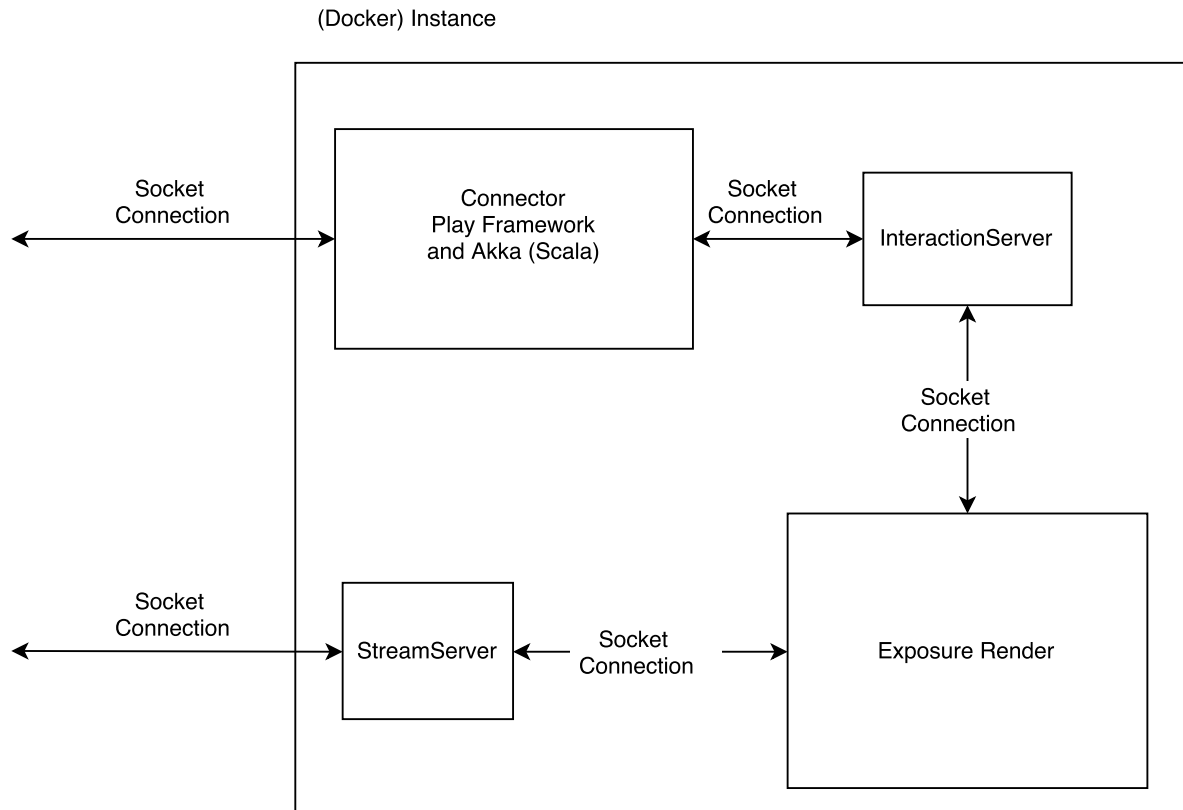 (Docker) Instance
Socket
Connection
Connector
Play Framework
and Akka (Scala)
Socket
Connection
InteractionServer
Socket
Connection
Socket
Connection
StreamServer
Socket
Connection
Exposure Render